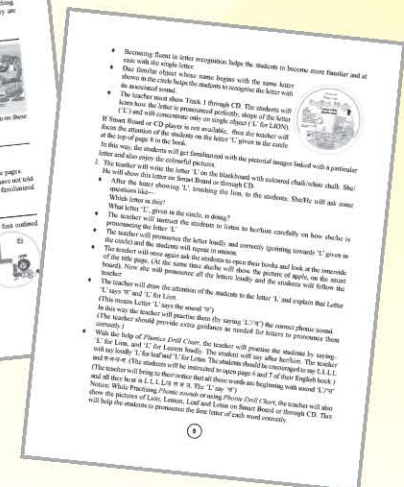 thing.
y are
on these
e pages.
have not told
familiarized
first outlined
♦ Becoming fluent in letter recognition helps the students to become more familiar and at
ease with the single letter.
♦ One familiar object whose name begins with the same letter
shown in the circle helps the students to recognise the letter with
its associated sound.
♦ The teacher must show Track 1 through CD. The students will
learn how the letter is pronounced perfectly, shape of the letter
('L') and will concentrate only on single object ('L' for LION).
If Smart Board or CD player is not available, then the teacher will
focus the attention of the students on the letter 'L' given in the circle
at the top of page 6 in the book.
In this way, the students will get familiarized with the pictorial images linked with a particular
letter and also enjoy the colourful pictures.
2. The teacher will write the letter 'L' on the blackboard with coloured chalk/white chalk. She/
He will show this letter on Smart Board or through CD.
♦ After the letter showing 'L', touching the lion, to the students, She/He will ask some
questions like—
Which letter is this?
What letter 'L', given in the circle, is doing?
♦ The teacher will instruct the students to listen to her/him carefully on how she/he is
pronouncing the letter 'L'
♦ The teacher will pronounce the letter loudly and correctly (pointing towards 'L' given in
the circle) and the students will repeat in unison.
♦ The teacher will once again ask the students to open their books and look at the innerside
of the title page. (At the same time she/he will show the picture of apple, on the smart
board). Now she will pronounce all the letters loudly and the students will follow the
teacher.
♦ The teacher will draw the attention of the students to the letter 'L' and explain that Letter
'L' says 'ल' and 'L' for Lion.
(This means Letter 'L' says the sound 'ल')
In this way the teacher will practise them (by saying 'L'/'ल') the correct phonic sound.
(The teacher should provide extra guidance as needed for letters to pronounce them
correctly.)
♦ With the help of Phonics Drill Chart, the teacher will practise the students by saying–
'L' for Lion, and 'L' for Lemon loudly. The student will say after her/him. The teacher
will say loudly 'L' for leaf and 'L' for Lotus. The students should be encouraged to say L L L L
and ल-ल-ल-ल. (The students will be instructed to open page 6 and 7 of their English book)
(The teacher will bring to their notice that all these words are beginning with sound 'L'/'ल'
and all they hear is L L L L/ल ल ल ल. The 'L' say 'ल')
Notice: While Practising Phonic sounds or using Phonic Drill Chart, the teacher will also
show the pictures of Lion, Lemon, Leaf and Lotus on Smart Board or through CD. This
will help the students to pronounce the first letter of each word correctly.